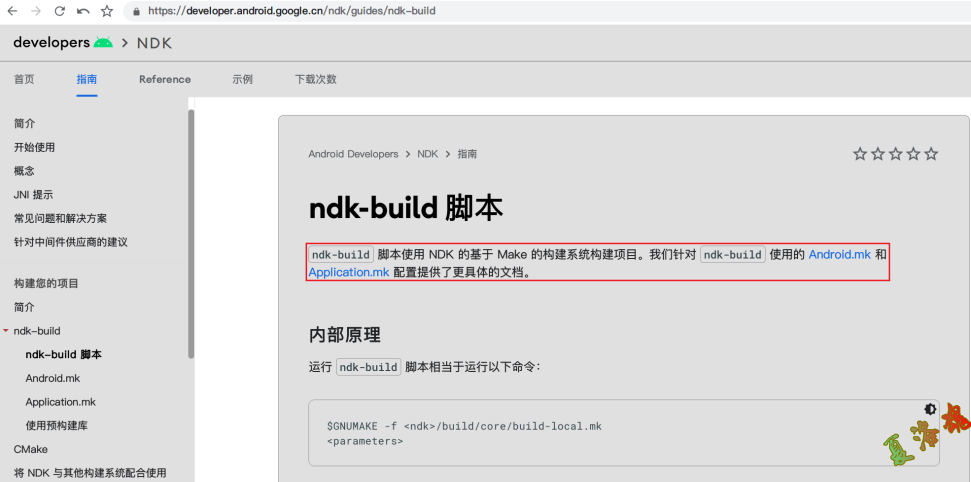 https://developer.android.google.cn/ndk/guides/ndk-build
developers > NDK
首页 指南 Reference 示例 下载次数
简介
开始使用
概念
JNI 提示
常见问题和解决方案
针对中间件供应商的建议
构建您的项目
简介
ndk-build
ndk-build 脚本
Android.mk
Application.mk
使用预构建库
CMake
将 NDK 与其他构建系统配合使用
Android Developers > NDK > 指南
ndk-build 脚本
ndk-build 脚本使用 NDK 的基于 Make 的构建系统构建项目。我们针对 ndk-build 使用的 Android.mk 和
Application.mk 配置提供了更具体的文档。
内部原理
运行 ndk-build 脚本相当于运行以下命令：
$GNUMAKE -f <ndk>/build/core/build-local.mk
<parameters>